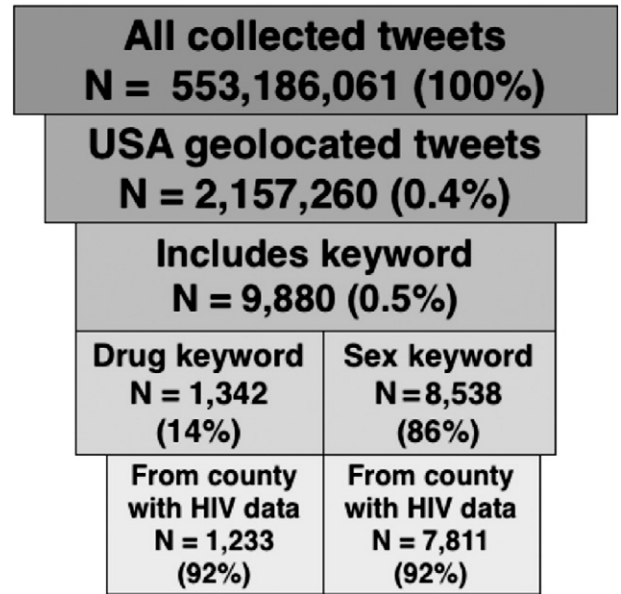 All collected tweets
N = 553,186,061 (100%)
USA geolocated tweets
N = 2,157,260 (0.4%)
Includes keyword
N = 9,880 (0.5%)
Drug keyword
N = 1,342
(14%)
Sex keyword
N=8,538
(86%)
From county
with HIV data
N = 1,233
(92%)
From county
with HIV data
N = 7,811
(92%)